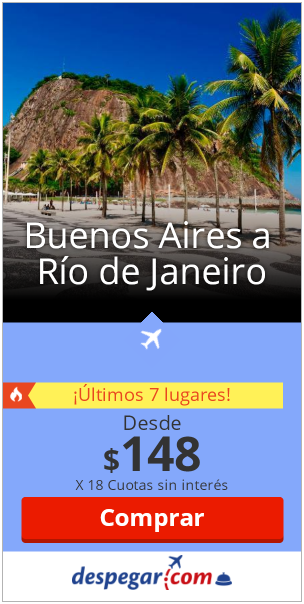 Buenos Aires a
Río de Janeiro
¡Últimos 7 lugares!
Desde
$148
X 18 Cuotas sin interés
Comprar
despegar.com